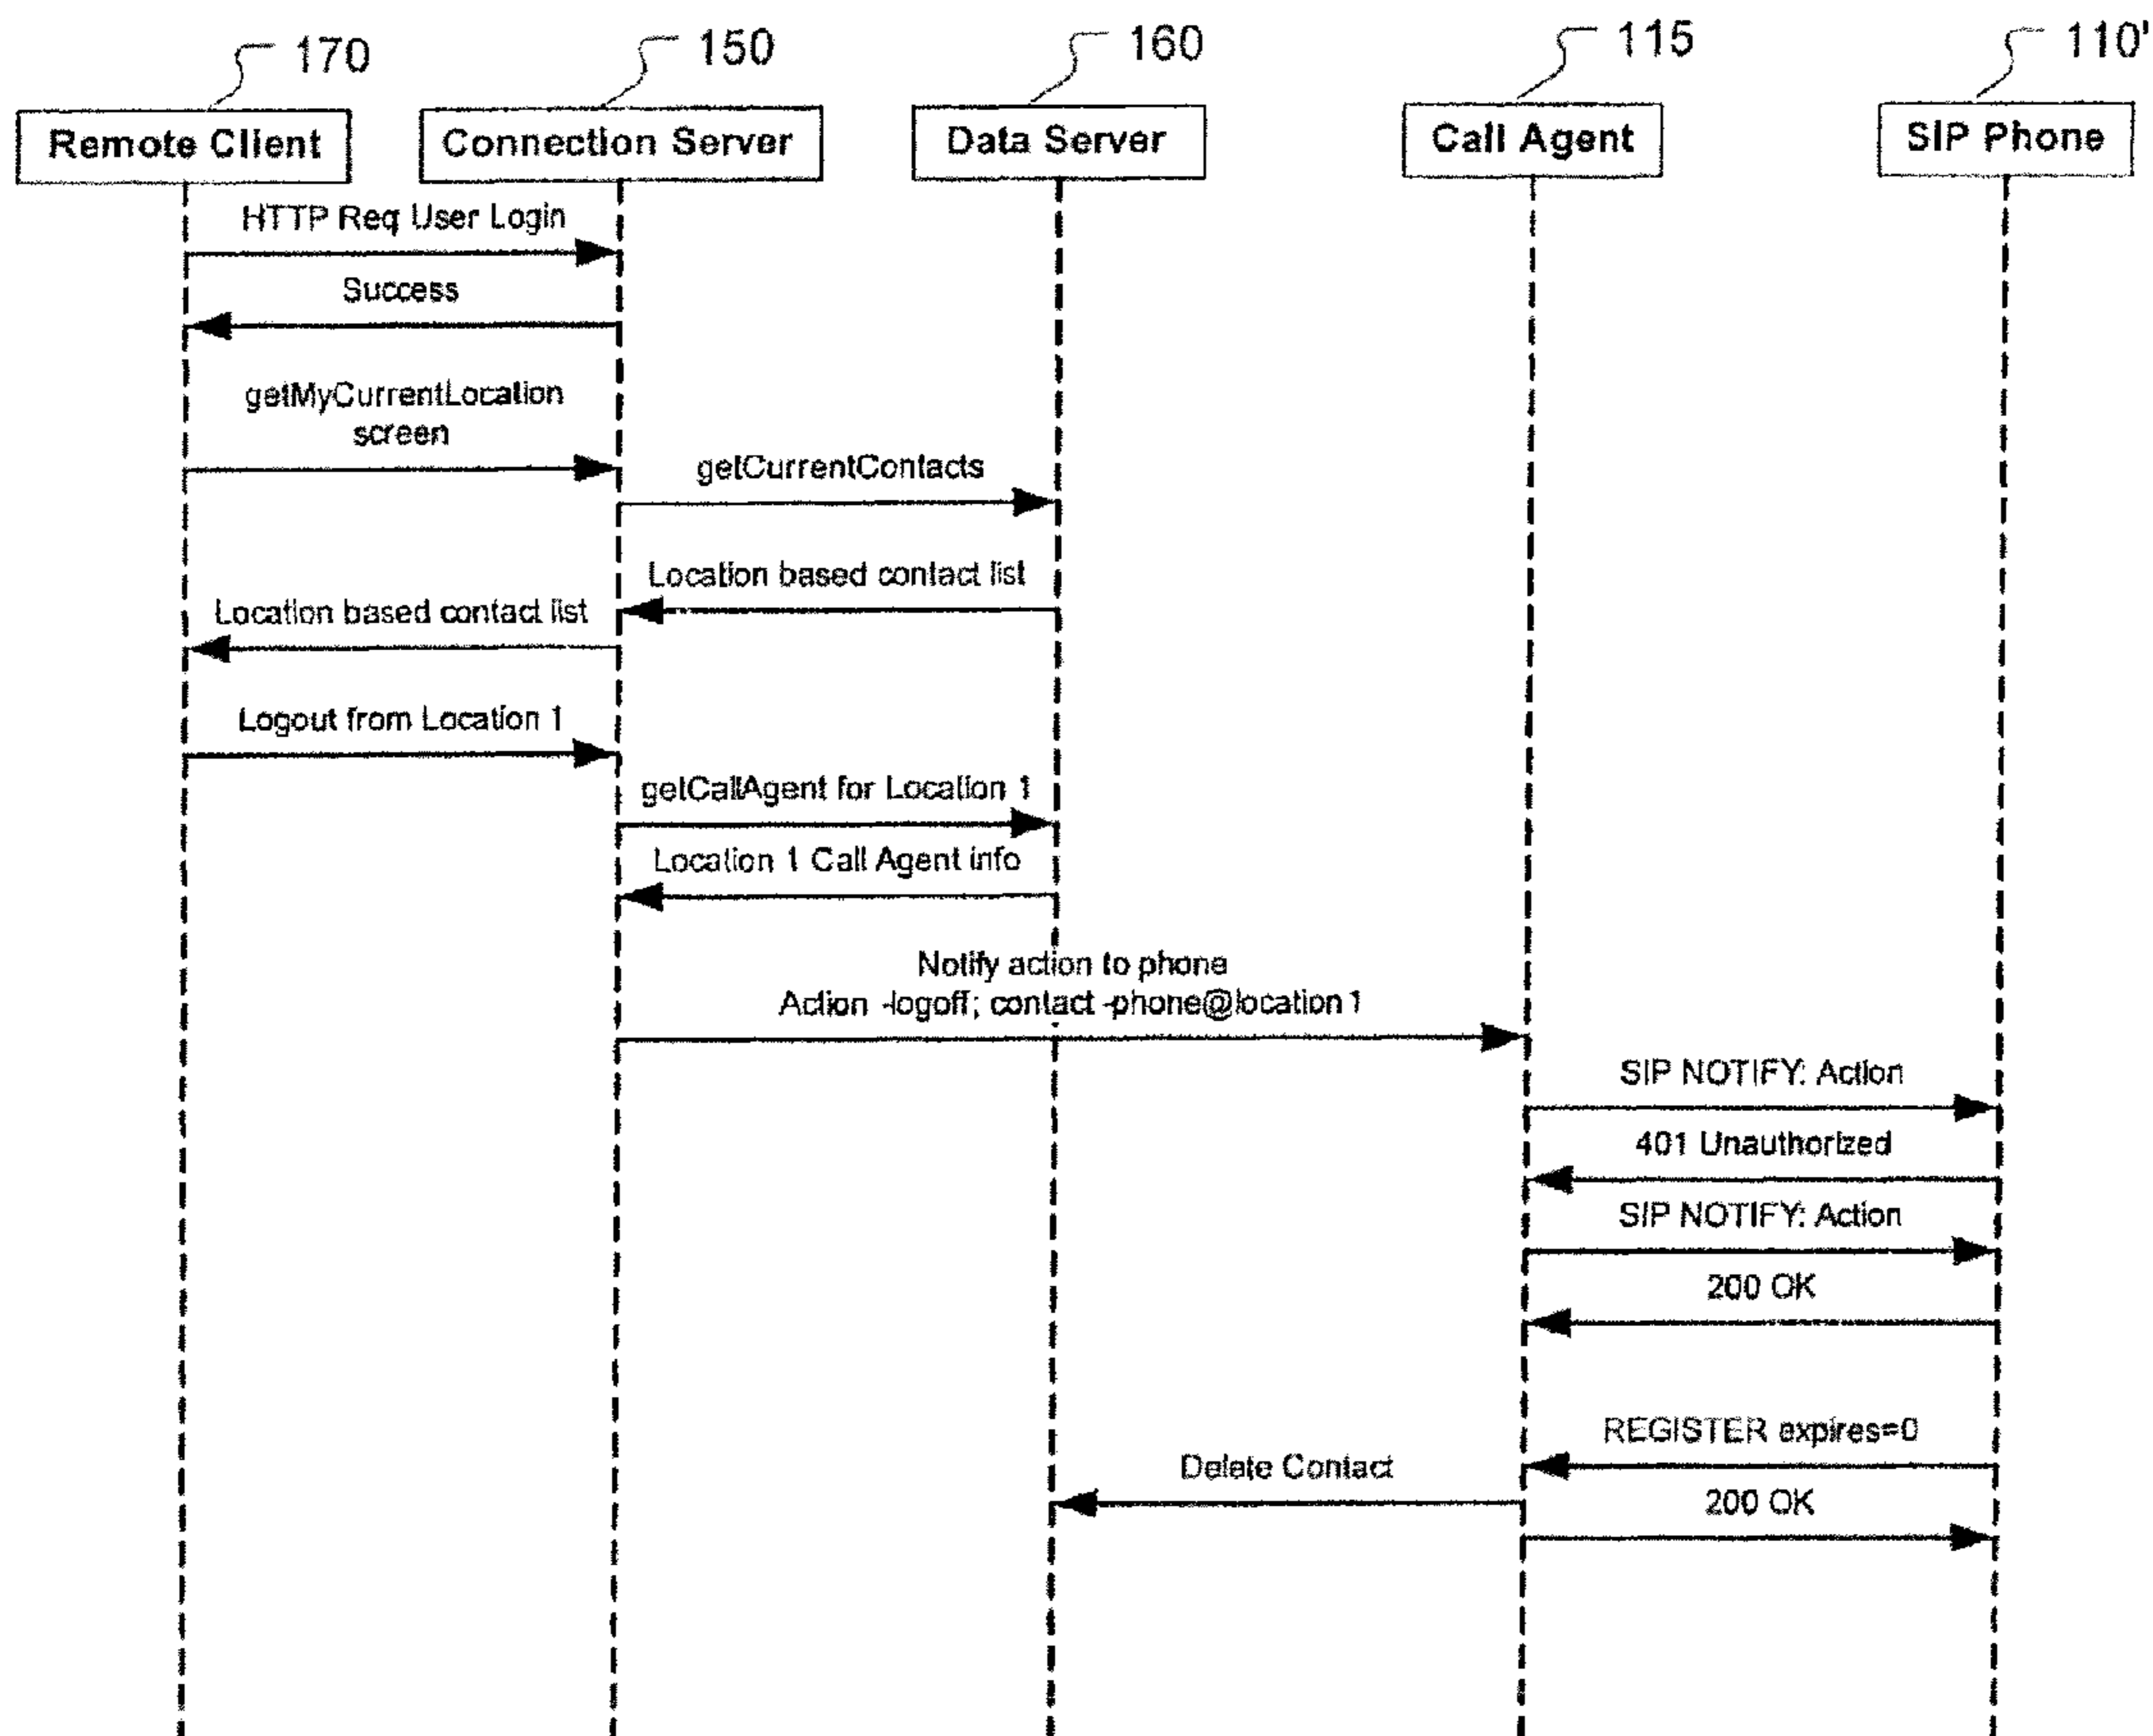 170
150
160
115
110'
Remote Client
Connection Server
Data Server
Call Agent
SIP Phone
HTTP Req User Login
Success
getMyCurrentLocation
screen
getCurrentContacts
Location based contact list
Location based contact list
Logout from Location 1
getCallAgent for Location 1
Location 1 Call Agent info
Notify action to phone
Action -logoff; contact -phone@location1
SIP NOTIFY: Action
401 Unauthorized
SIP NOTIFY: Action
200 OK
REGISTER expires=0
Delete Contact
200 OK